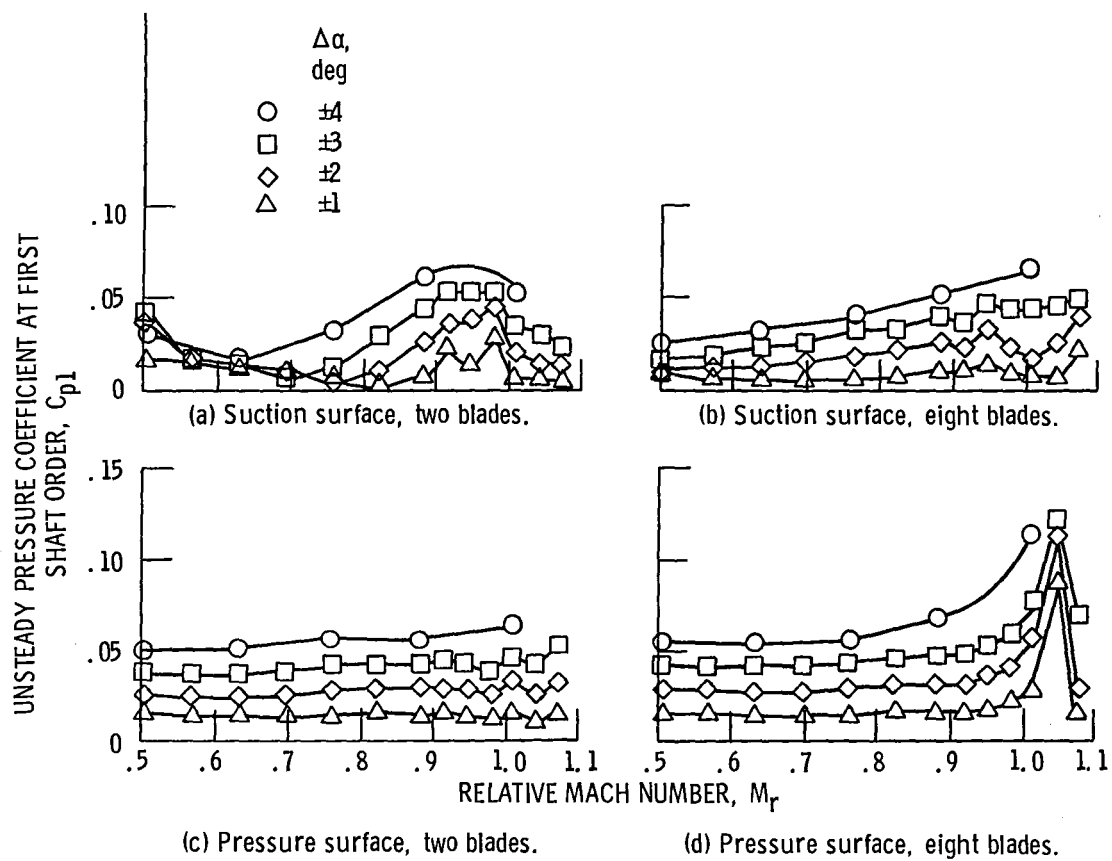 Δα,
deg
±4
±3
±2
±1
UNSTEADY PRESSURE COEFFICIENT AT FIRST
SHAFT ORDER, Cp1
.10
.05
0
(a) Suction surface, two blades.
(b) Suction surface, eight blades.
.15
.10
.05
0
.5 .6 .7 .8 .9 1.0 1.1
.5 .6 .7 .8 .9 1.0 1.1
RELATIVE MACH NUMBER, Mr
(c) Pressure surface, two blades.
(d) Pressure surface, eight blades.